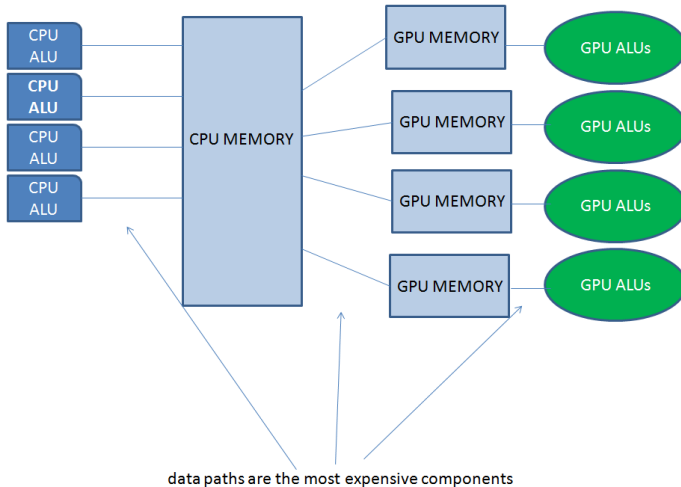 CPU
ALU
CPU
ALU
CPU
ALU
CPU
ALU
CPU MEMORY
GPU MEMORY
GPU MEMORY
GPU MEMORY
GPU MEMORY
GPU ALUs
GPU ALUs
GPU ALUs
GPU ALUs
data paths are the most expensive components